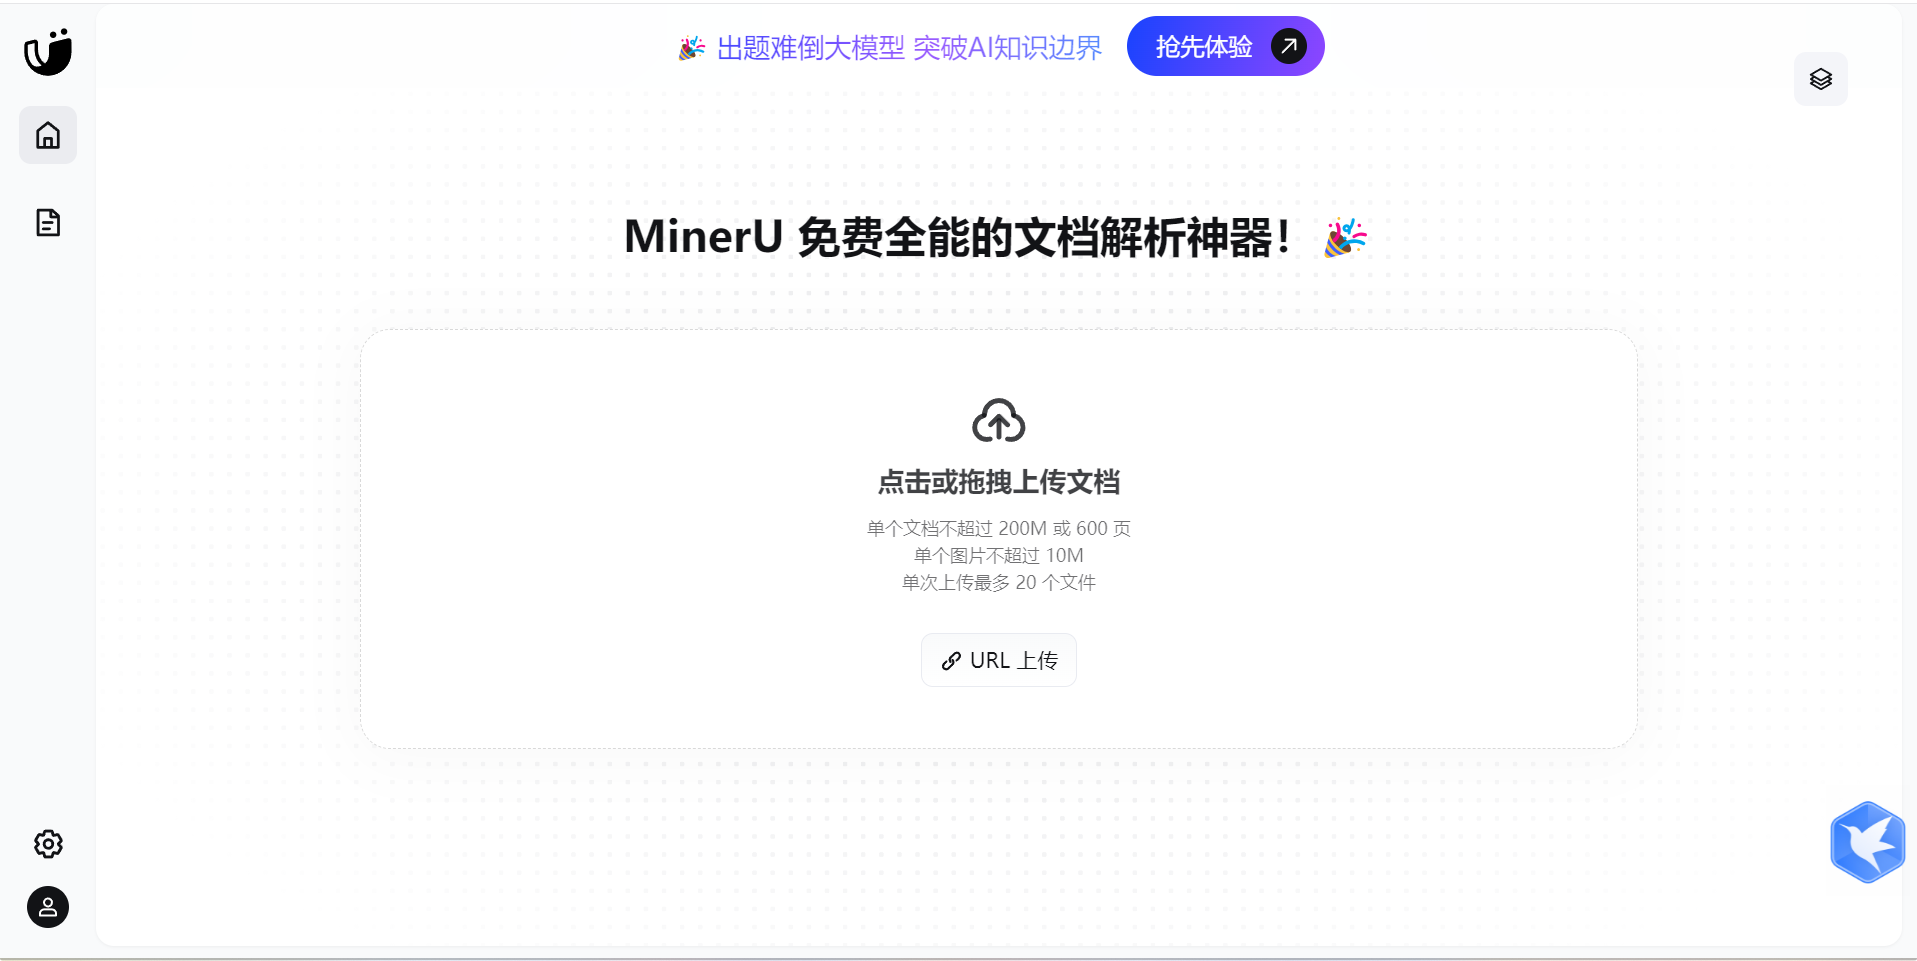 出题难倒大模型 突破AI知识边界
抢先体验
MinerU 免费全能的文档解析神器！
点击或拖拽上传文档
单个文档不超过 200M 或 600 页
单个图片不超过 10M
单次上传最多 20 个文件
URL 上传